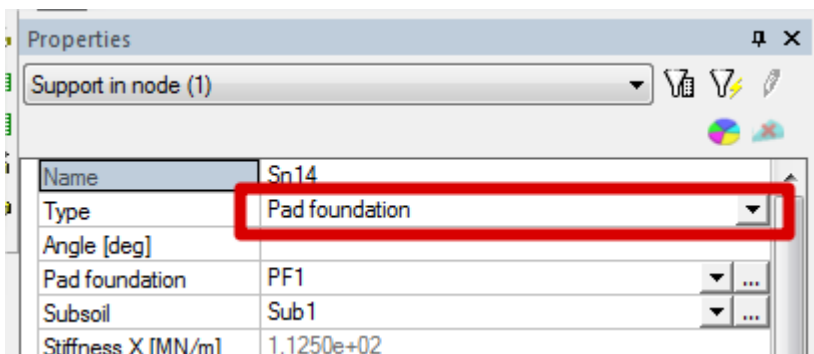 Properties
Support in node (1)
Name Sn14
Type Pad foundation
Angle [deg]
Pad foundation PF1 ...
Subsoil Sub1 ...
Stiffness X [MN/m] 1.1250e+02